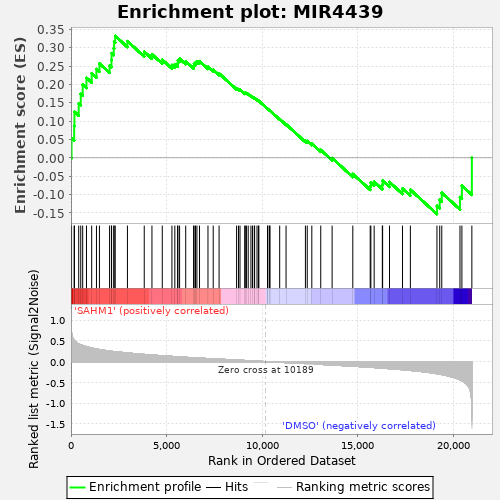 Enrichment plot: MIR4439
Enrichment score (ES)
0.35
0.30
0.25
0.20
0.15
0.10
0.05
0.00
-0.05
-0.10
-0.15
Ranked list metric (Signal2Noise)
'SAHM1' (positively correlated)
1.0
0.5
0.0
-0.5
-1.0
-1.5
Zero cross at 10189
'DMSO' (negatively correlated)
0 5,000 10,000 15,000 20,000
Rank in Ordered Dataset
Enrichment profile Hits Ranking metric scores